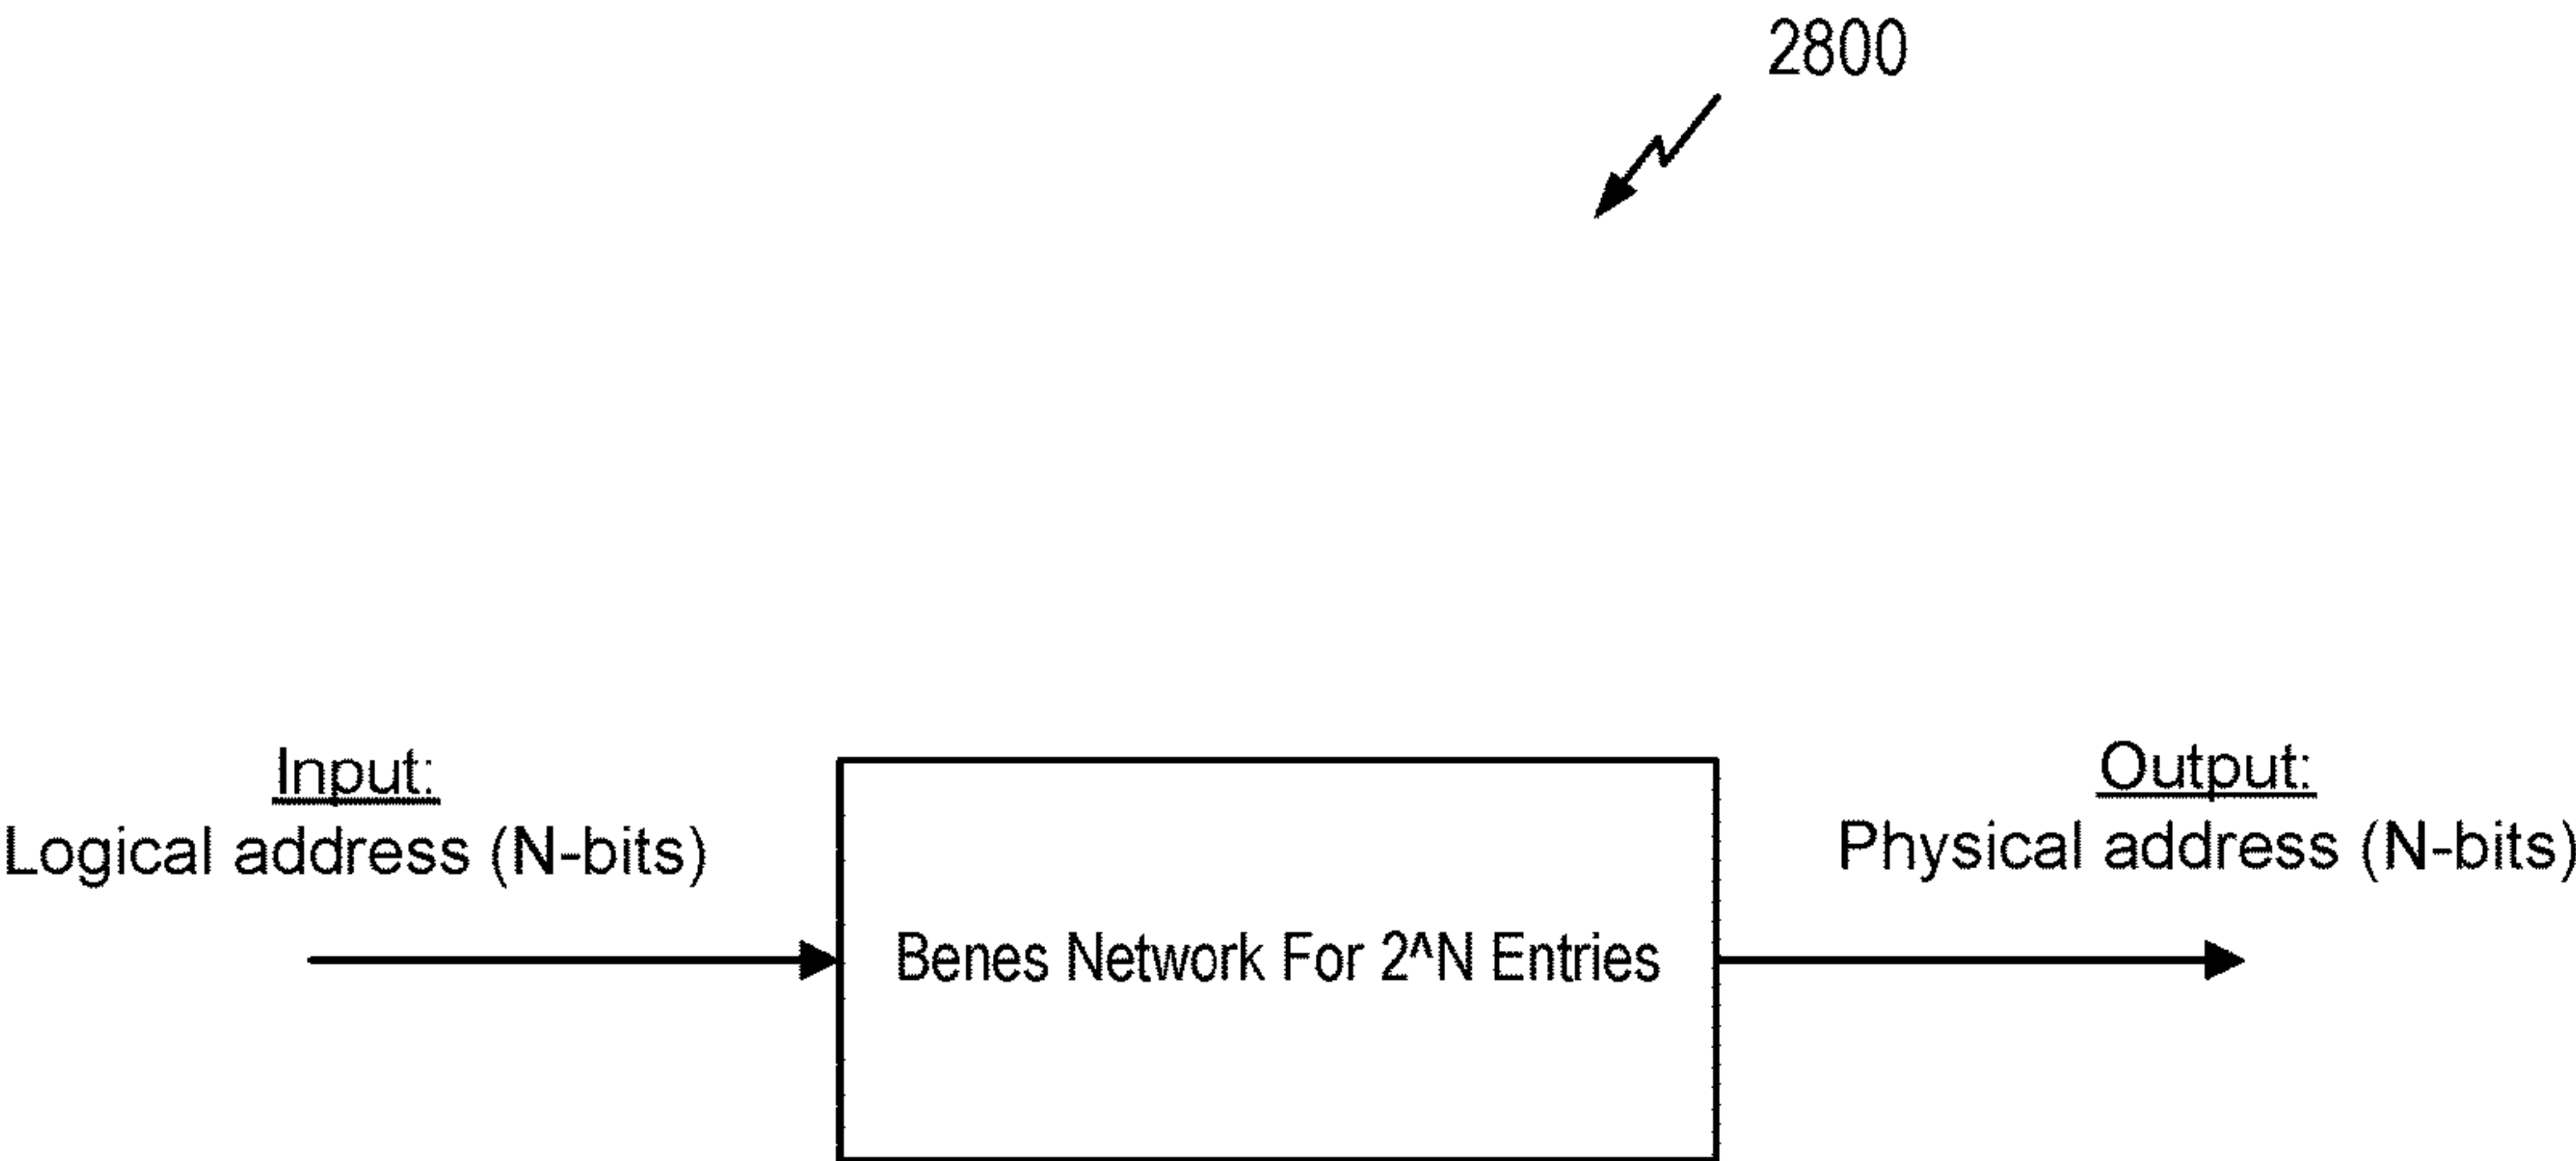 2800
Input:
Logical address (N-bits)
Benes Network For 2^N Entries
Output:
Physical address (N-bits)